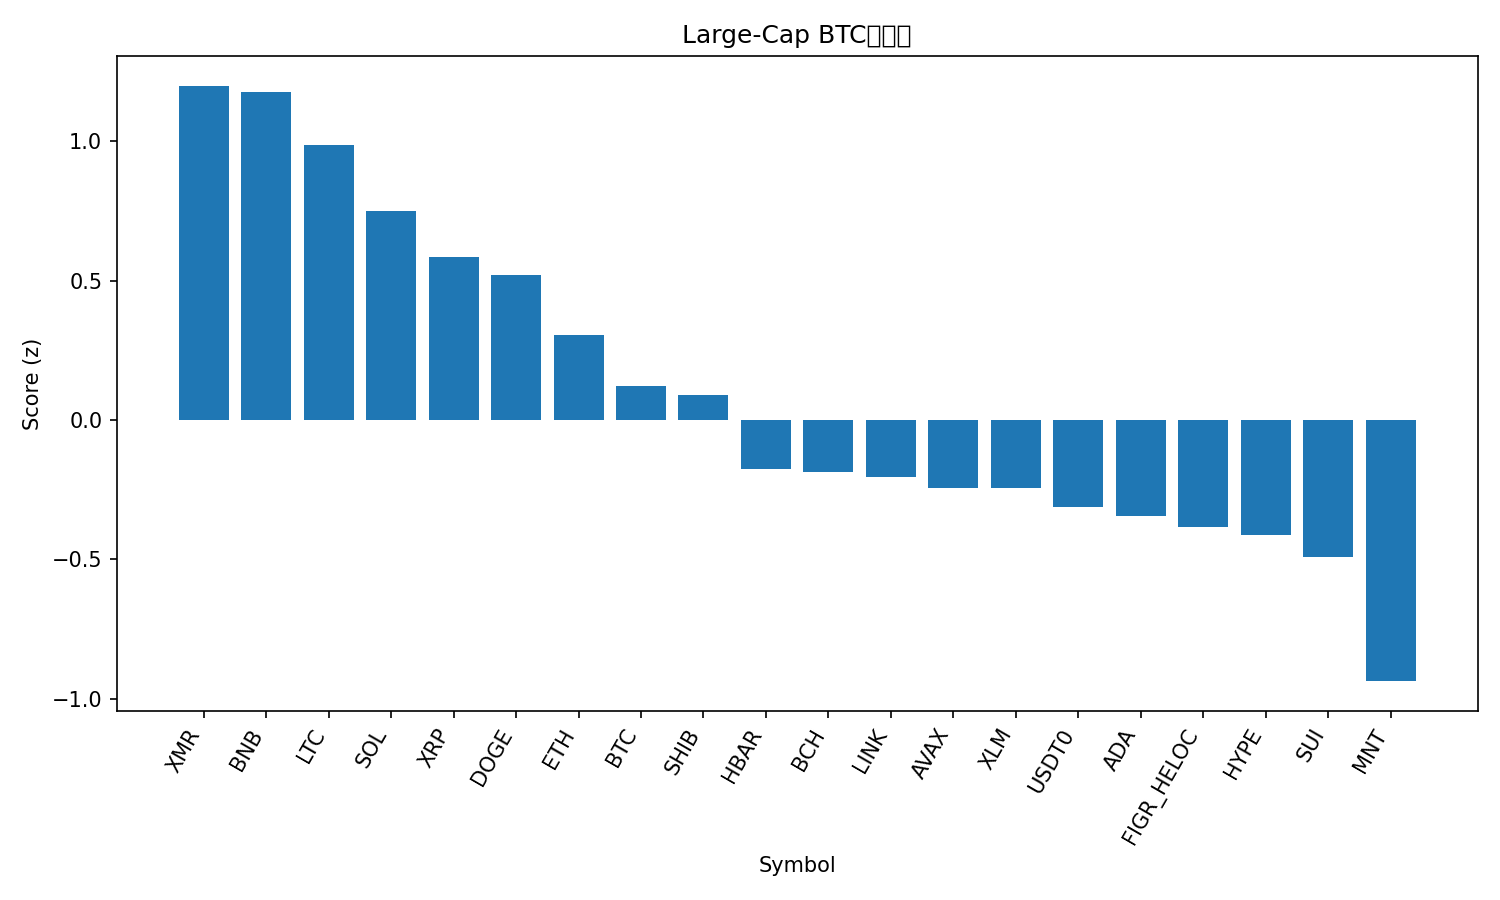 Large-Cap BTC
Score (z)
1.0
0.5
0.0
−0.5
−1.0
XMR
BNB
LTC
SOL
XRP
DOGE
ETH
BTC
SHIB
HBAR
BCH
LINK
AVAX
XLM
USDT0
ADA
FIGR_HELOC
HYPE
SUI
MNT
Symbol